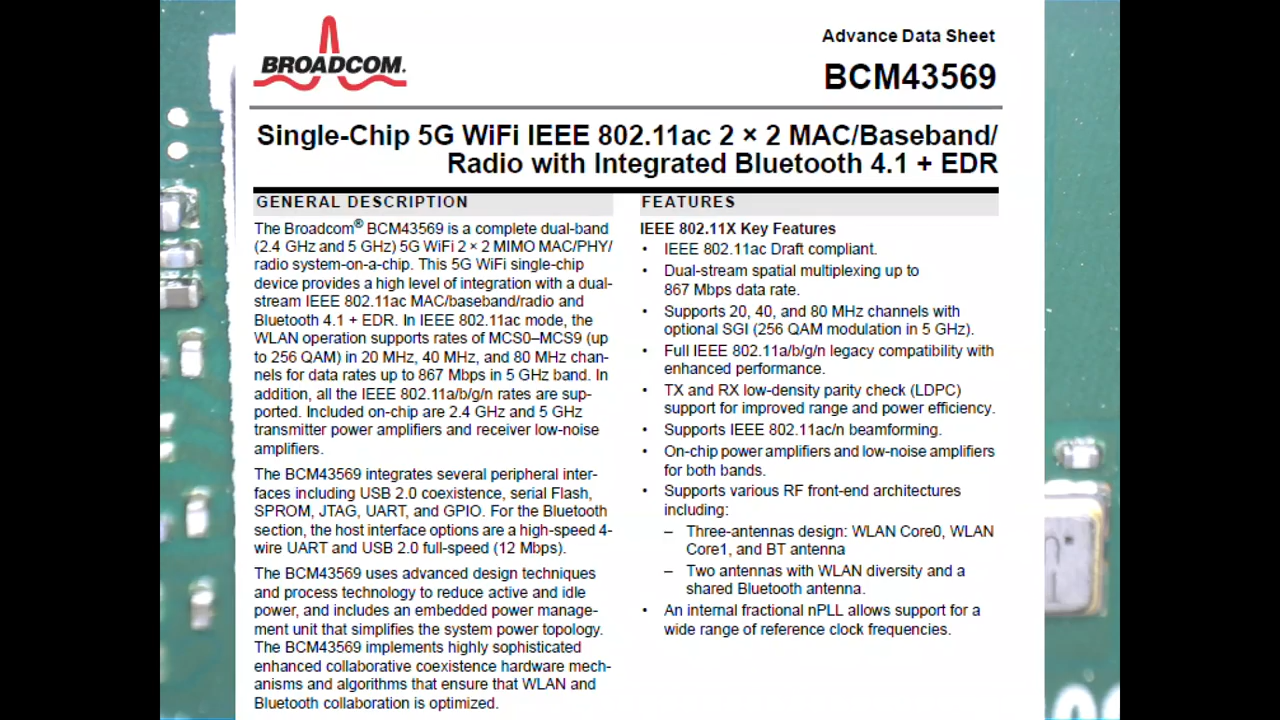 BROADCOM.
Advance Data Sheet
BCM43569
Single-Chip 5G WiFi IEEE 802.11ac 2 × 2 MAC/Baseband/
Radio with Integrated Bluetooth 4.1 + EDR
GENERAL DESCRIPTION
The Broadcom® BCM43569 is a complete dual-band
(2.4 GHz and 5 GHz) 5G WiFi 2 × 2 MIMO MAC/PHY/
radio system-on-a-chip. This 5G WiFi single-chip
device provides a high level of integration with a dual-
stream IEEE 802.11ac MAC/baseband/radio and
Bluetooth 4.1 + EDR. In IEEE 802.11ac mode, the
WLAN operation supports rates of MCS0–MCS9 (up
to 256 QAM) in 20 MHz, 40 MHz, and 80 MHz chan-
nels for data rates up to 867 Mbps in 5 GHz band. In
addition, all the IEEE 802.11a/b/g/n rates are sup-
ported. Included on-chip are 2.4 GHz and 5 GHz
transmitter power amplifiers and receiver low-noise
amplifiers.
The BCM43569 integrates several peripheral inter-
faces including USB 2.0 coexistence, serial Flash,
SPROM, JTAG, UART, and GPIO. For the Bluetooth
section, the host interface options are a high-speed 4-
wire UART and USB 2.0 full-speed (12 Mbps).
The BCM43569 uses advanced design techniques
and process technology to reduce active and idle
power, and includes an embedded power manage-
ment unit that simplifies the system power topology.
The BCM43569 implements highly sophisticated
enhanced collaborative coexistence hardware mech-
anisms and algorithms that ensure that WLAN and
Bluetooth collaboration is optimized.
FEATURES
IEEE 802.11X Key Features
• IEEE 802.11ac Draft compliant.
• Dual-stream spatial multiplexing up to
867 Mbps data rate.
• Supports 20, 40, and 80 MHz channels with
optional SGI (256 QAM modulation in 5 GHz).
• Full IEEE 802.11a/b/g/n legacy compatibility with
enhanced performance.
• TX and RX low-density parity check (LDPC)
support for improved range and power efficiency.
• Supports IEEE 802.11ac/n beamforming.
• On-chip power amplifiers and low-noise amplifiers
for both bands.
• Supports various RF front-end architectures
including:
– Three-antennas design: WLAN Core0, WLAN
Core1, and BT antenna
– Two antennas with WLAN diversity and a
shared Bluetooth antenna.
• An internal fractional nPLL allows support for a
wide range of reference clock frequencies.